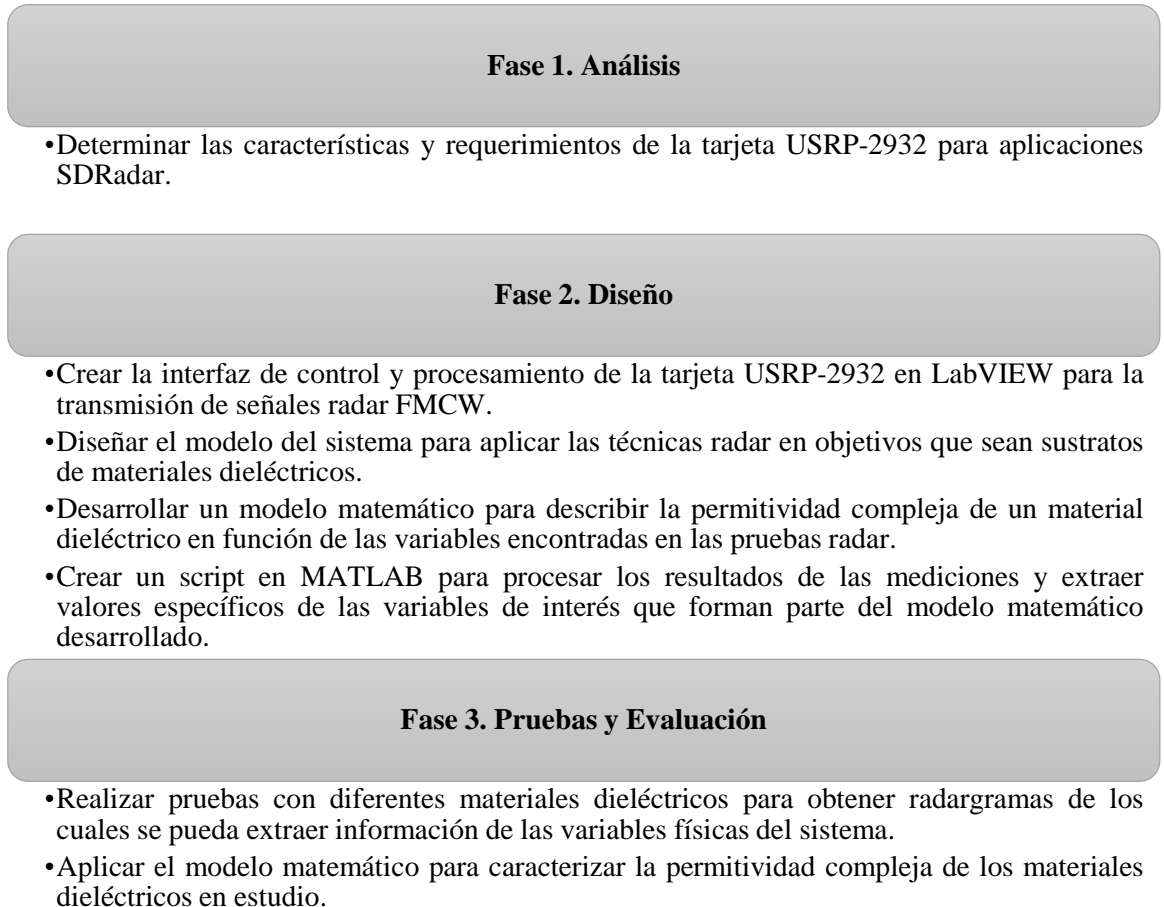 Fase 1. Análisis
•Determinar las características y requerimientos de la tarjeta USRP-2932 para aplicaciones
SDRadar.
Fase 2. Diseño
•Crear la interfaz de control y procesamiento de la tarjeta USRP-2932 en LabVIEW para la
transmisión de señales radar FMCW.
•Diseñar el modelo del sistema para aplicar las técnicas radar en objetivos que sean sustratos
de materiales dieléctricos.
•Desarrollar un modelo matemático para describir la permitividad compleja de un material
dieléctrico en función de las variables encontradas en las pruebas radar.
•Crear un script en MATLAB para procesar los resultados de las mediciones y extraer
valores específicos de las variables de interés que forman parte del modelo matemático
desarrollado.
Fase 3. Pruebas y Evaluación
•Realizar pruebas con diferentes materiales dieléctricos para obtener radargramas de los
cuales se pueda extraer información de las variables físicas del sistema.
•Aplicar el modelo matemático para caracterizar la permitividad compleja de los materiales
dieléctricos en estudio.